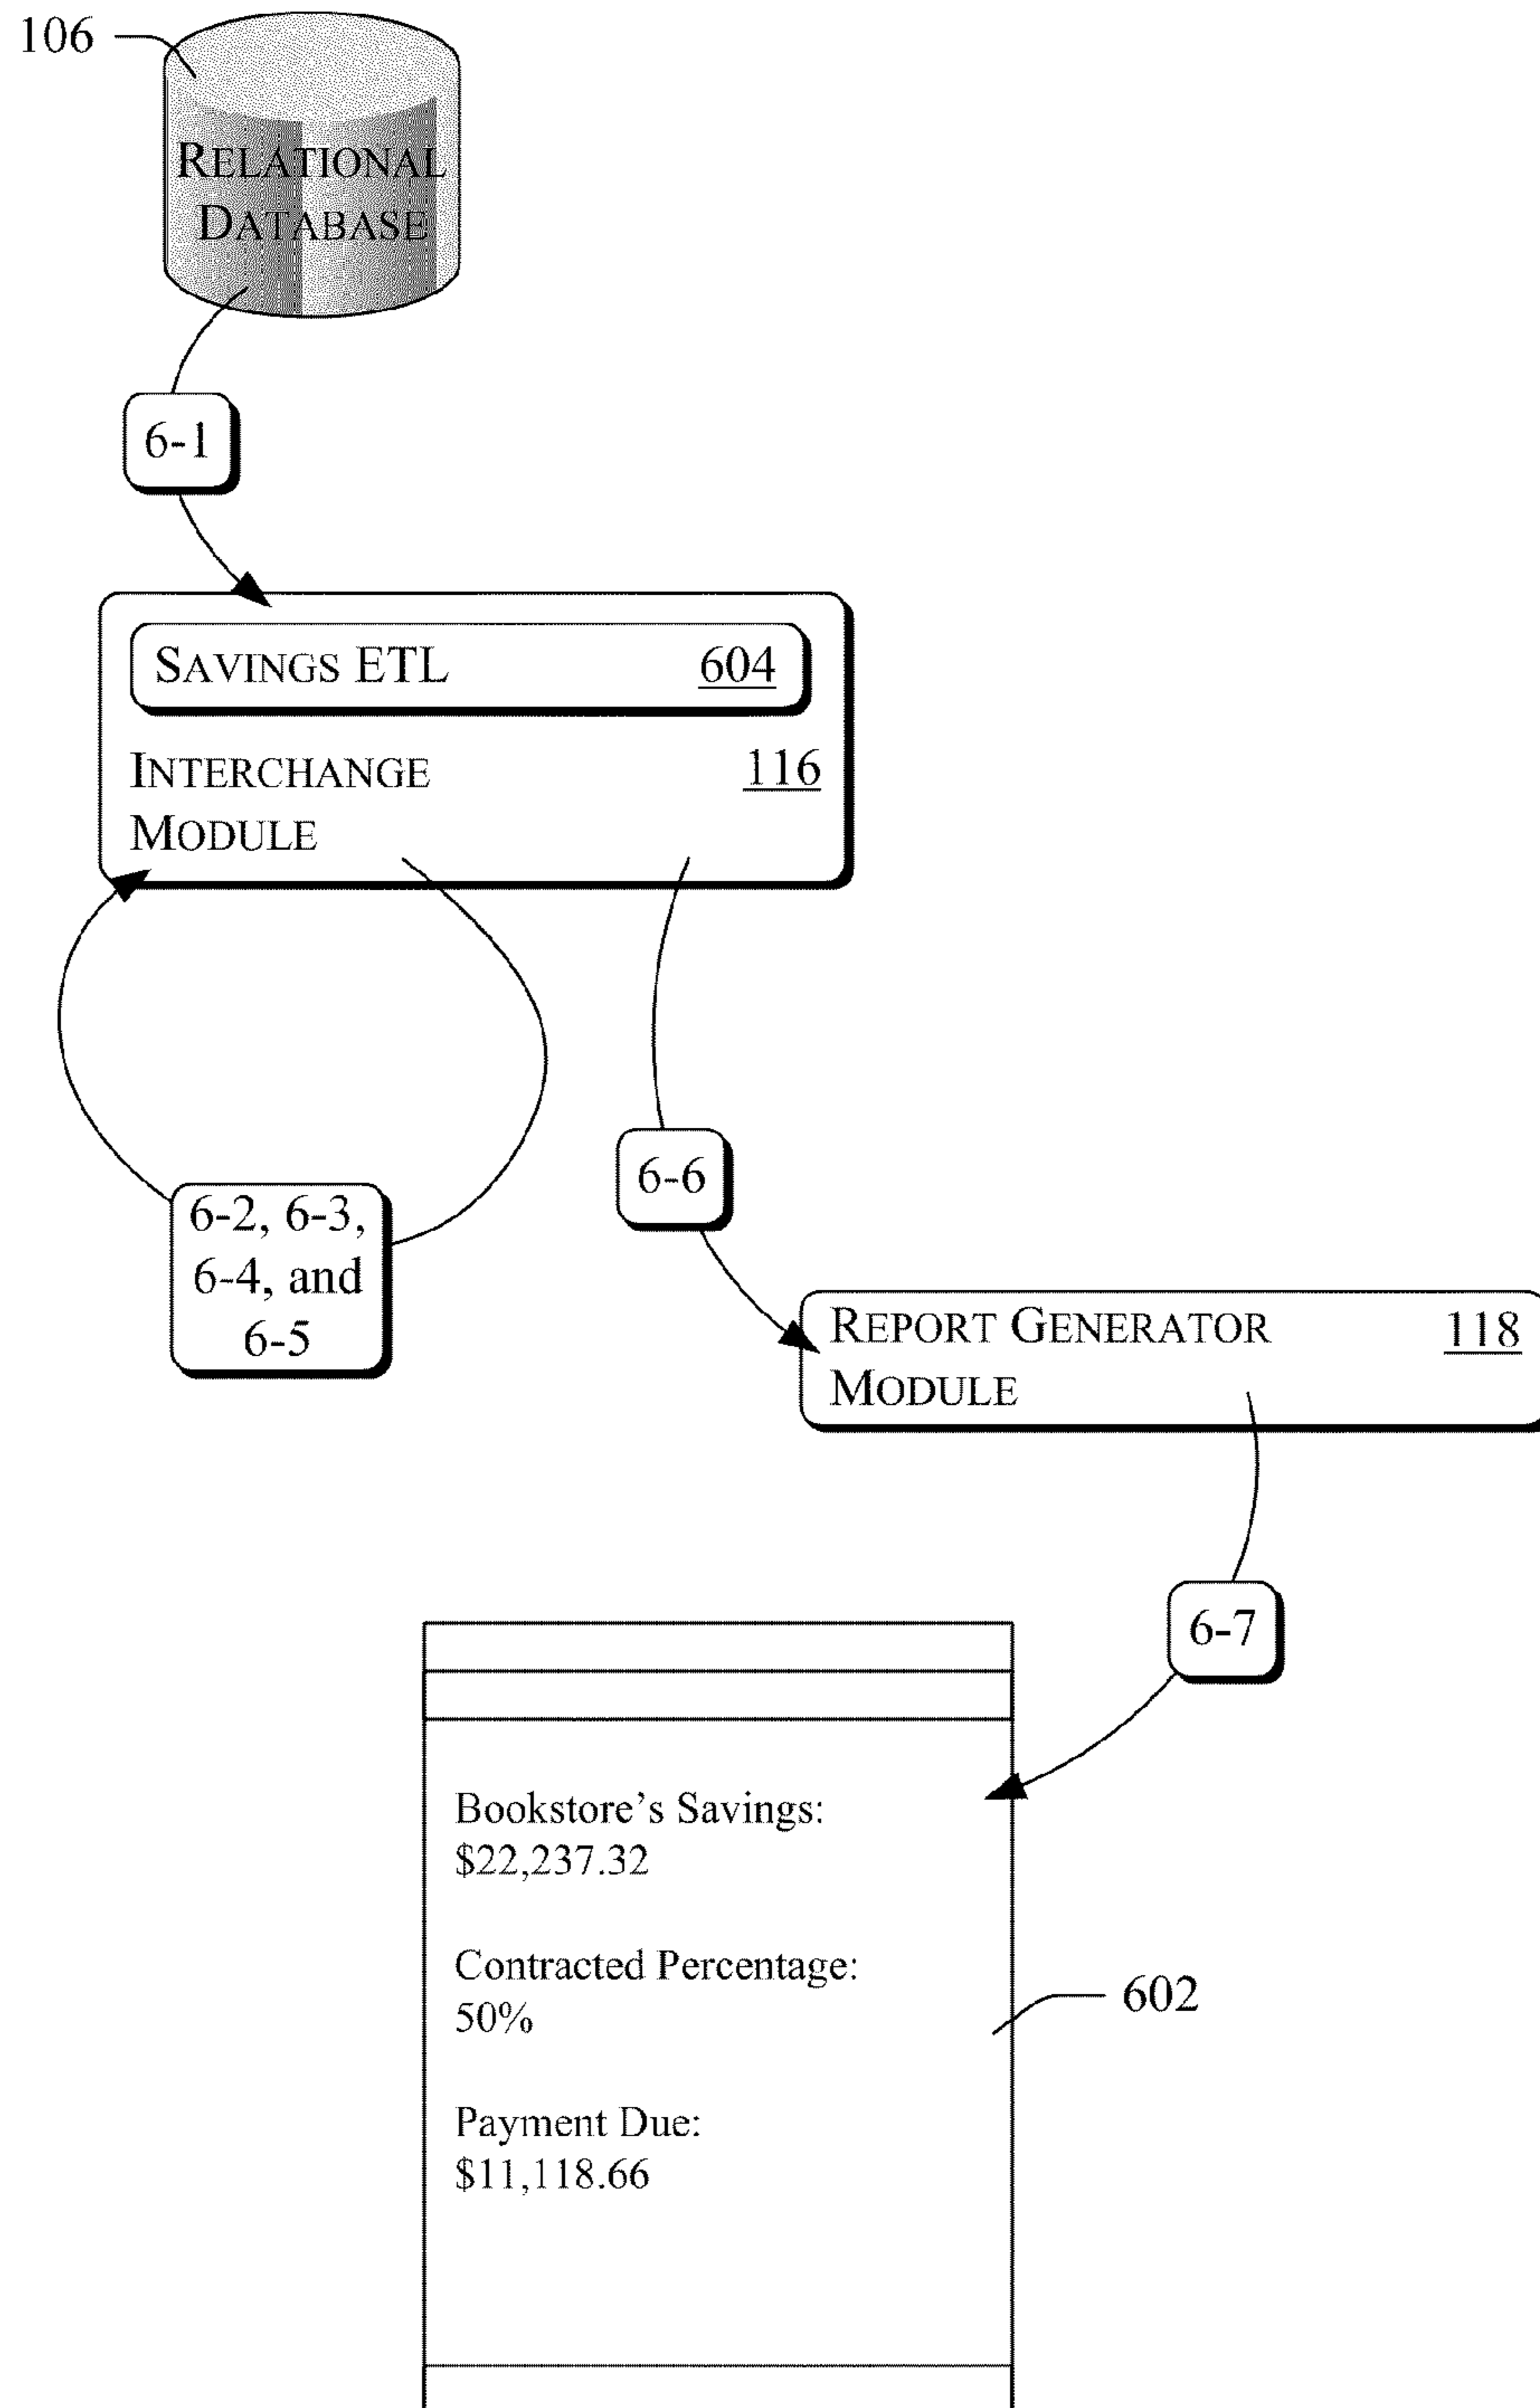 106
RELATIONAL
DATABASE
6-1
SAVINGS ETL 604
INTERCHANGE 116
MODULE
6-6
6-2, 6-3,
6-4, and
6-5
REPORT GENERATOR 118
MODULE
6-7
Bookstore's Savings:
$22,237.32
Contracted Percentage:
50%
602
Payment Due:
$11,118.66